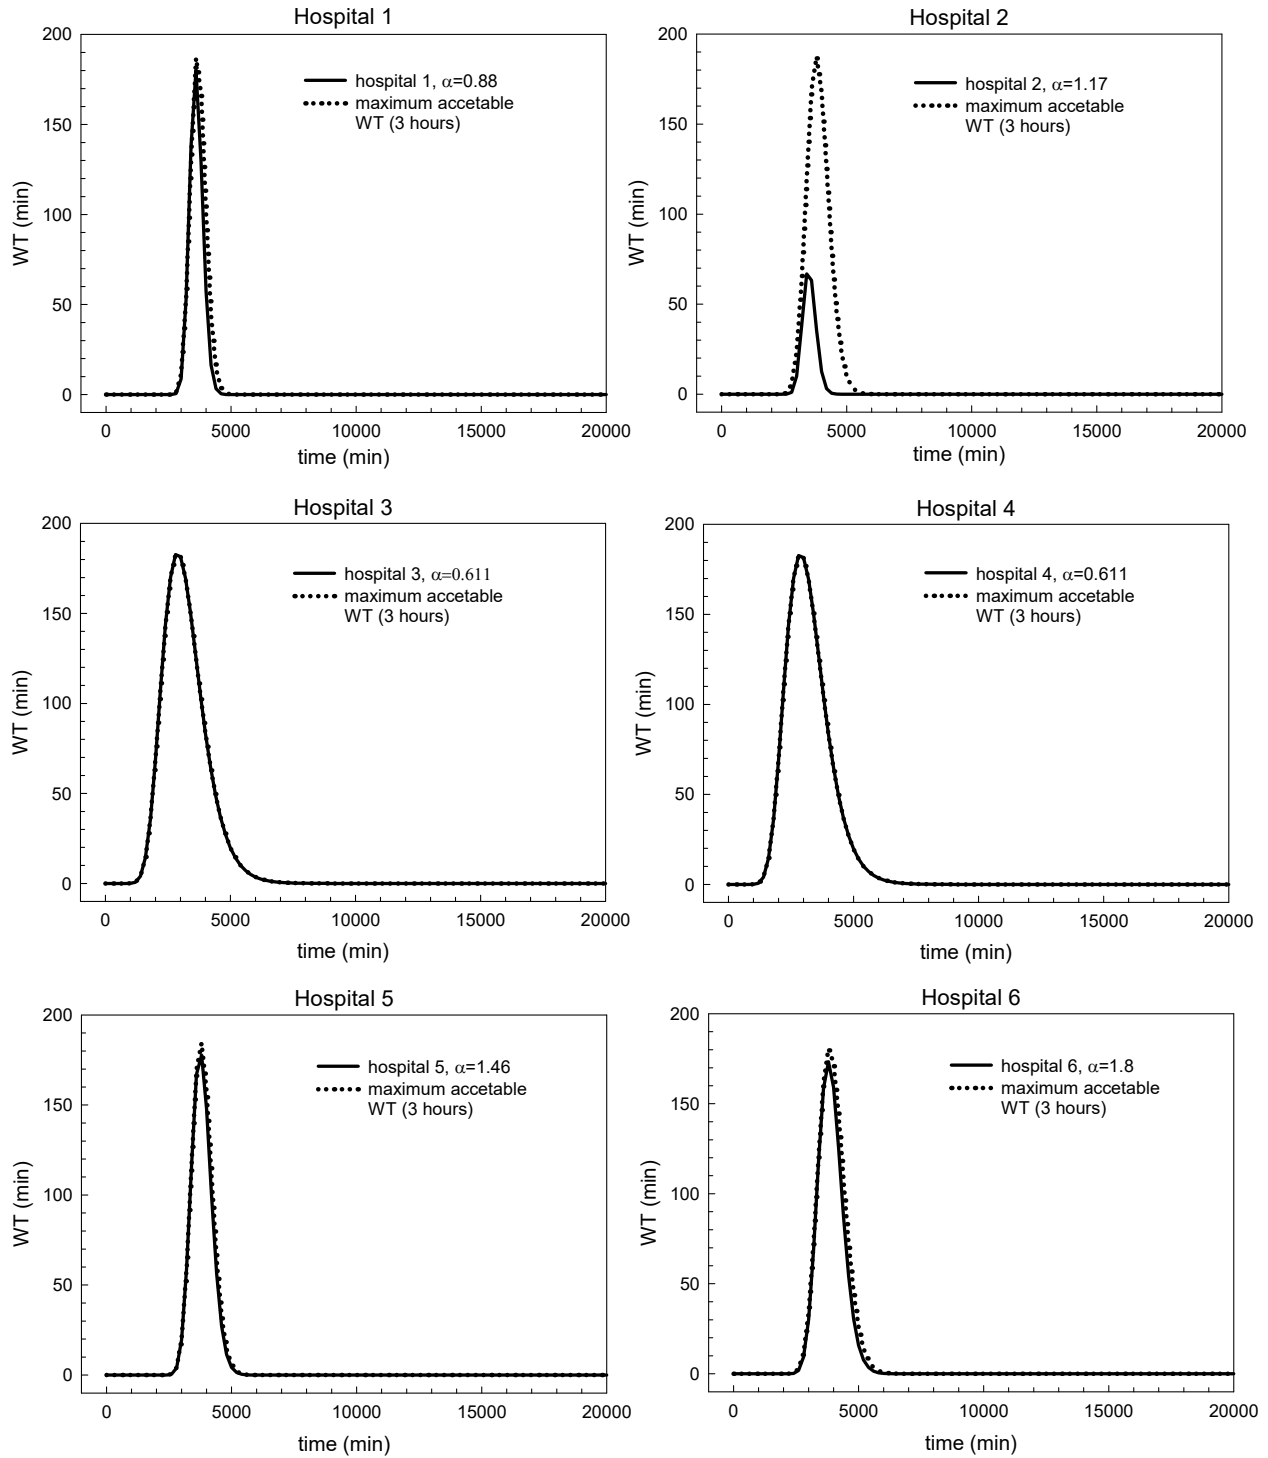 Hospital 1
200
150
100
50
0
WT (min)
hospital 1, α=0.88
maximum accetable
WT (3 hours)
0 5000 10000 15000 20000
time (min)
Hospital 2
200
150
100
50
0
WT (min)
hospital 2, α=1.17
maximum accetable
WT (3 hours)
0 5000 10000 15000 20000
time (min)
Hospital 3
200
150
100
50
0
WT (min)
hospital 3, α=0.611
maximum accetable
WT (3 hours)
0 5000 10000 15000 20000
time (min)
Hospital 4
200
150
100
50
0
WT (min)
hospital 4, α=0.611
maximum accetable
WT (3 hours)
0 5000 10000 15000 20000
time (min)
Hospital 5
200
150
100
50
0
WT (min)
hospital 5, α=1.46
maximum accetable
WT (3 hours)
0 5000 10000 15000 20000
time (min)
Hospital 6
200
150
100
50
0
WT (min)
hospital 6, α=1.8
maximum accetable
WT (3 hours)
0 5000 10000 15000 20000
time (min)